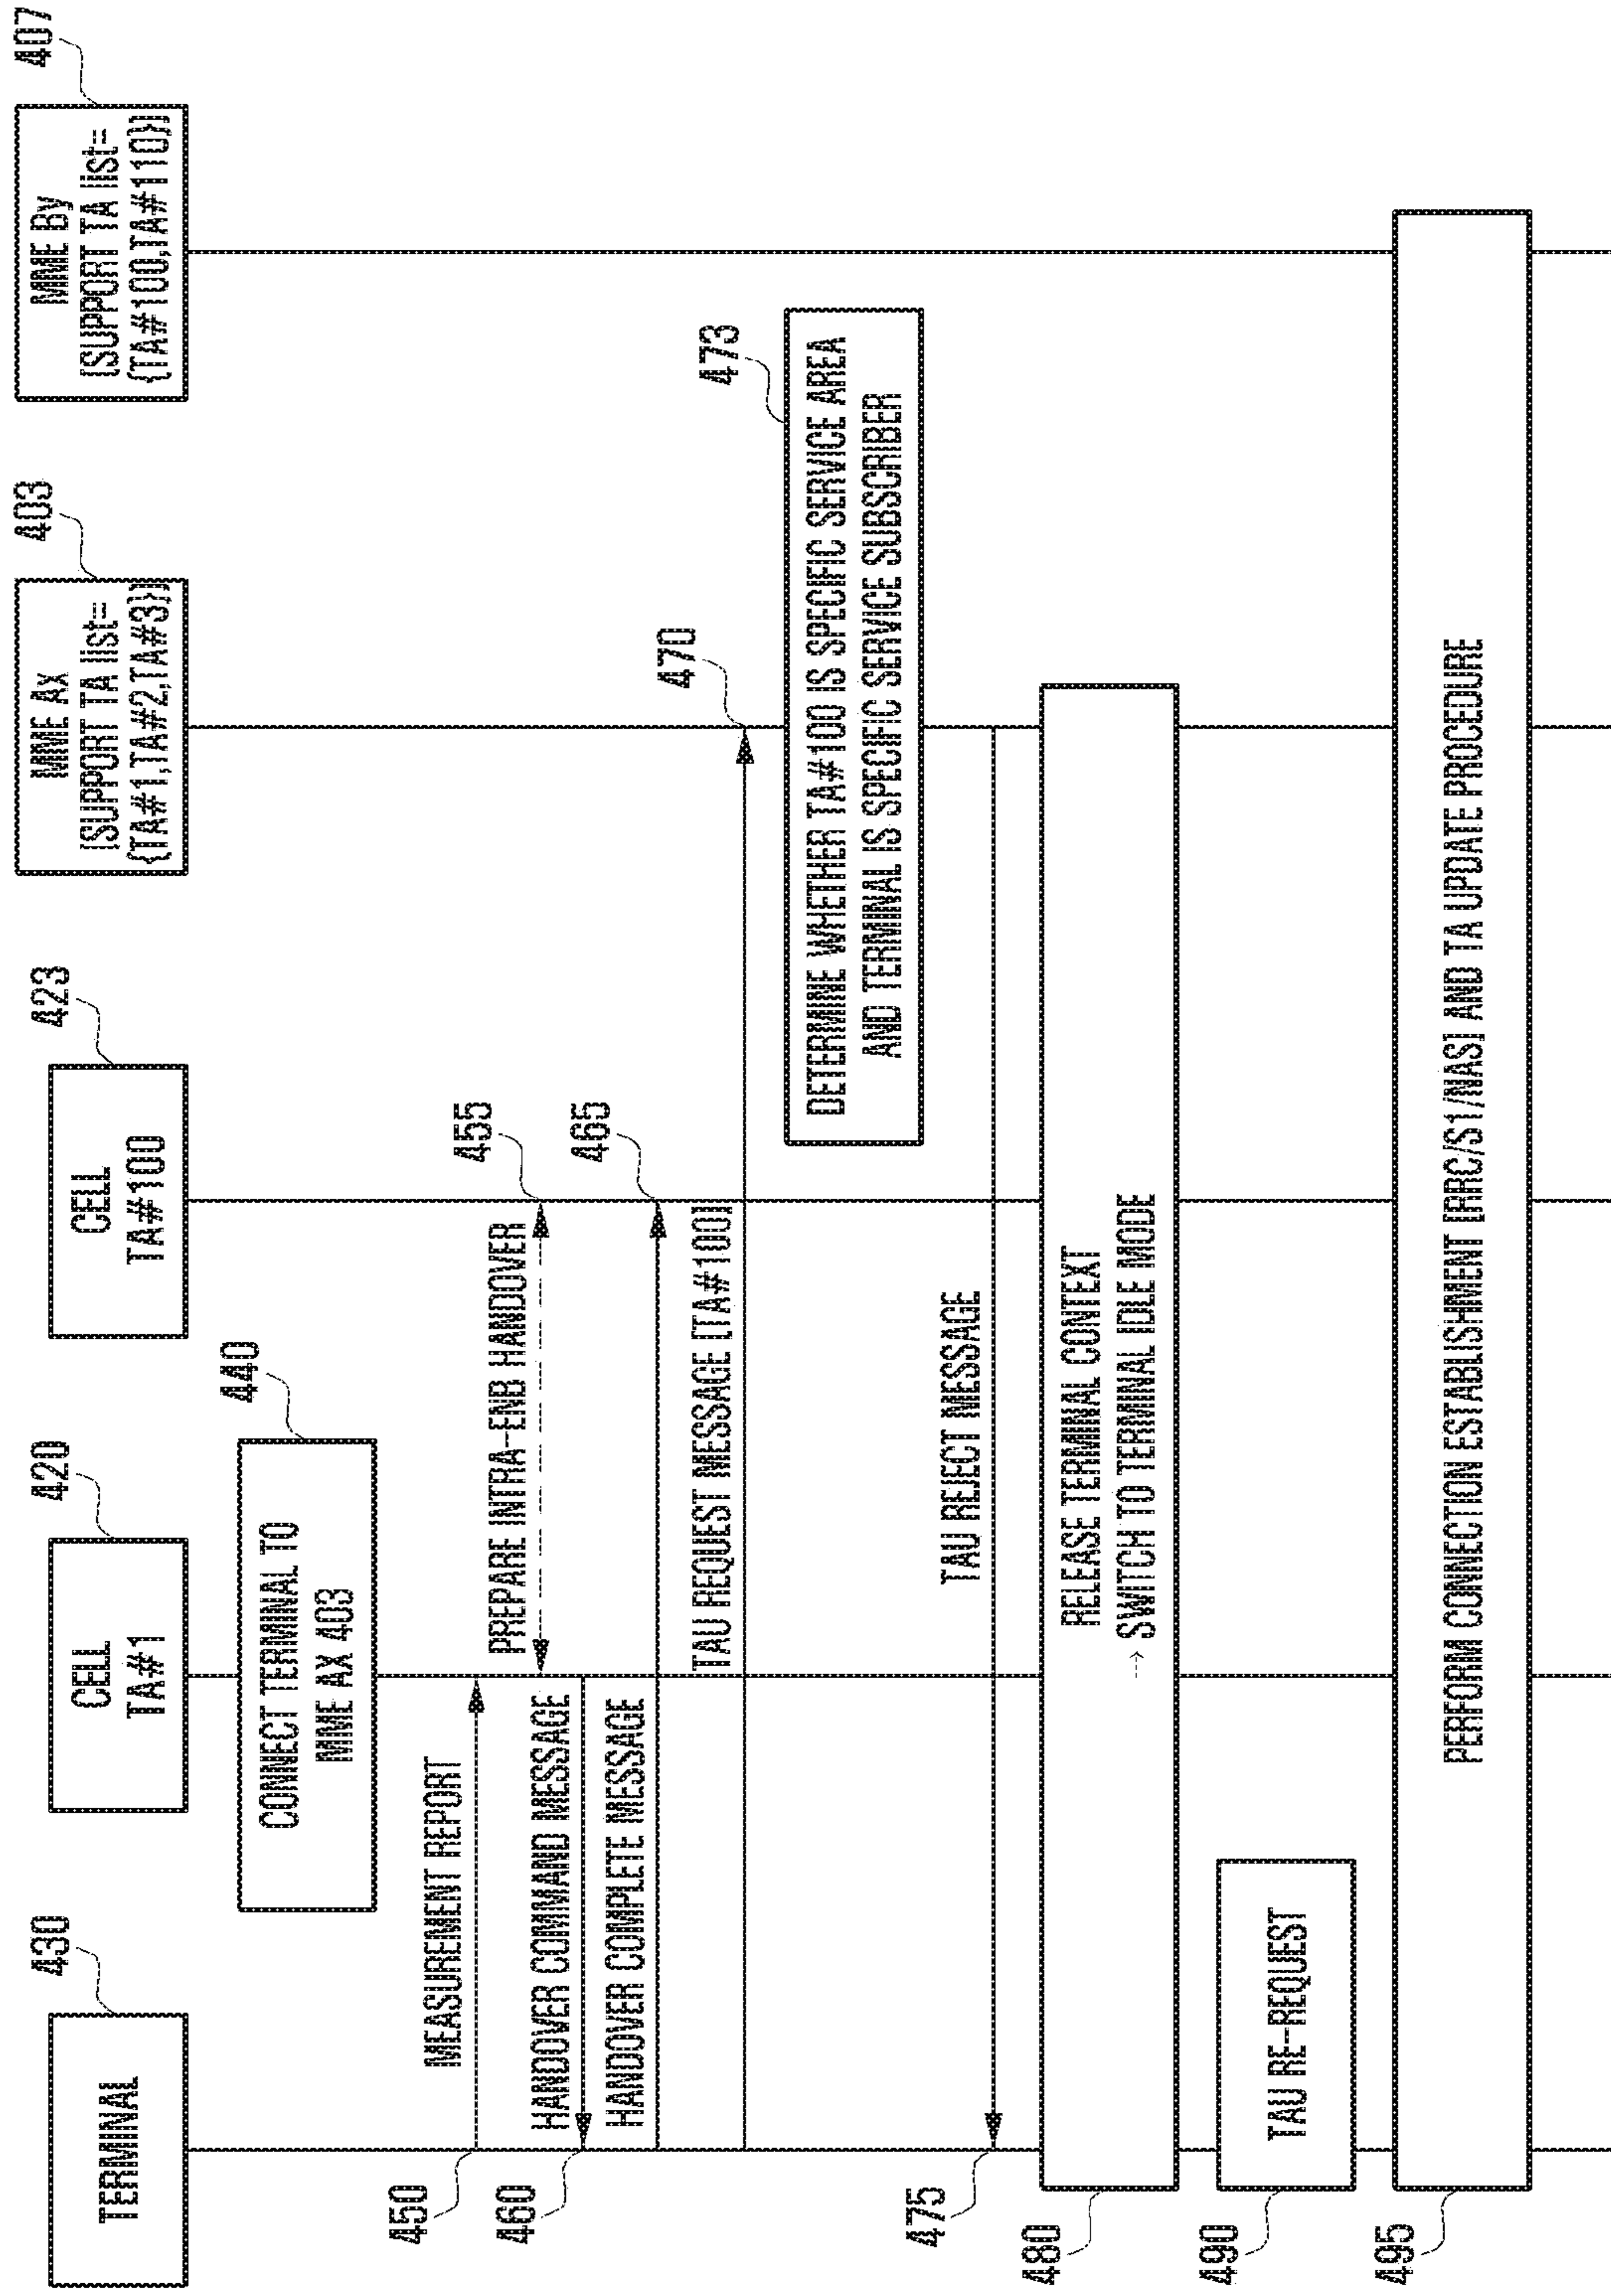 430
TERMINAL
420
CELL
TA#1
423
CELL
TA#100
403
MME Ax
(SUPPORT TA list=
{TA#1,TA#2,TA#3})
407
MME By
(SUPPORT TA list=
{TA#100,TA#110})
440
CONNECT TERMINAL TO
MME AX 403
450
MEASUREMENT REPORT
455
PREPARE INTRA-ENB HANDOVER
460
HANDOVER COMMAND MESSAGE
465
HANDOVER COMPLETE MESSAGE
470
TAU REQUEST MESSAGE (TA#100)
473
DETERMINE WHETHER TA#100 IS SPECIFIC SERVICE AREA
AND TERMINAL IS SPECIFIC SERVICE SUBSCRIBER
475
TAU REJECT MESSAGE
480
RELEASE TERMINAL CONTEXT
→ SWITCH TO TERMINAL IDLE MODE
490
TAU RE-REQUEST
495
PERFORM CONNECTION ESTABLISHMENT (RRC/S1/NAS) AND TA UPDATE PROCEDURE